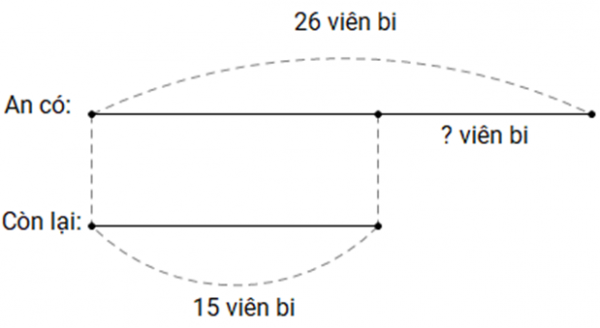 26 viên bi
An có:
? viên bi
Còn lại:
15 viên bi